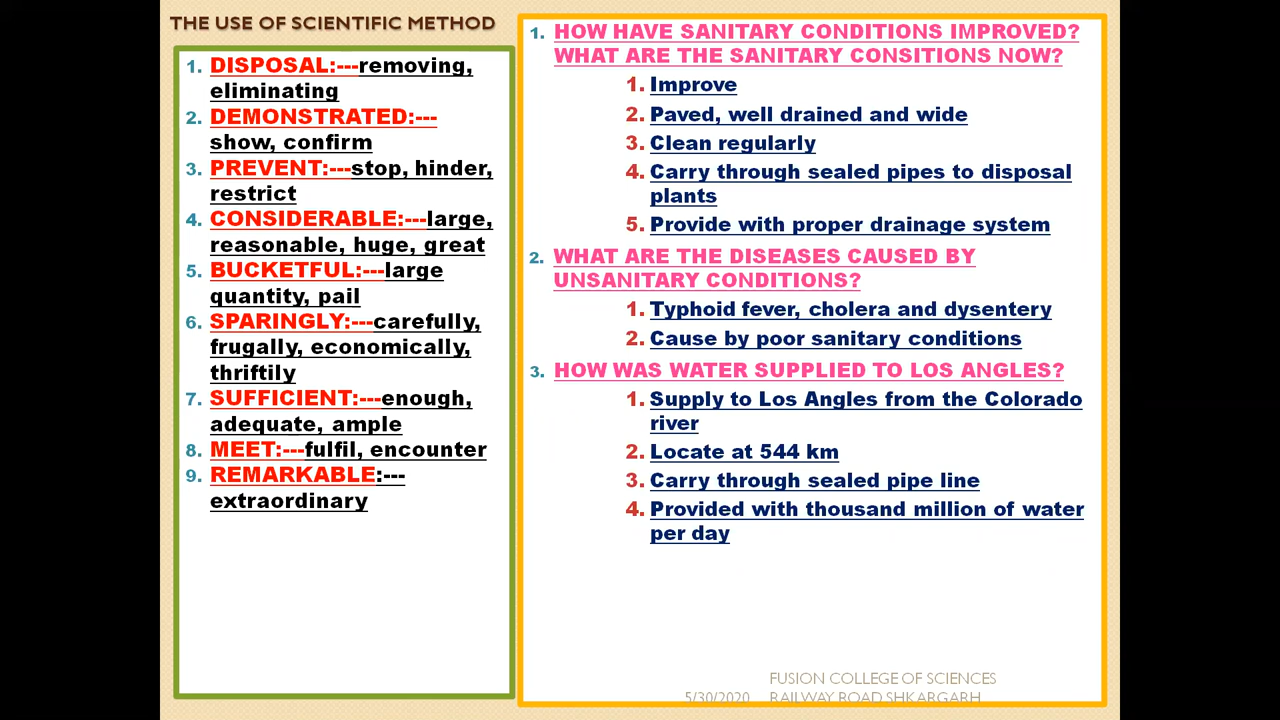 THE USE OF SCIENTIFIC METHOD
1. DISPOSAL:---removing,
eliminating
2. DEMONSTRATED:---
show, confirm
3. PREVENT:---stop, hinder,
restrict
4. CONSIDERABLE:---large,
reasonable, huge, great
5. BUCKETFUL:---large
quantity, pail
6. SPARINGLY:---carefully,
frugally, economically,
thriftily
7. SUFFICIENT:---enough,
adequate, ample
8. MEET:---fulfil, encounter
9. REMARKABLE:---
extraordinary
1. HOW HAVE SANITARY CONDITIONS IMPROVED?
WHAT ARE THE SANITARY CONSITIONS NOW?
1. Improve
2. Paved, well drained and wide
3. Clean regularly
4. Carry through sealed pipes to disposal
plants
5. Provide with proper drainage system
2. WHAT ARE THE DISEASES CAUSED BY
UNSANITARY CONDITIONS?
1. Typhoid fever, cholera and dysentery
2. Cause by poor sanitary conditions
3. HOW WAS WATER SUPPLIED TO LOS ANGLES?
1. Supply to Los Angles from the Colorado
river
2. Locate at 544 km
3. Carry through sealed pipe line
4. Provided with thousand million of water
per day
FUSION COLLEGE OF SCIENCES
5/30/2020 RAILWAY ROAD SHKARGARH